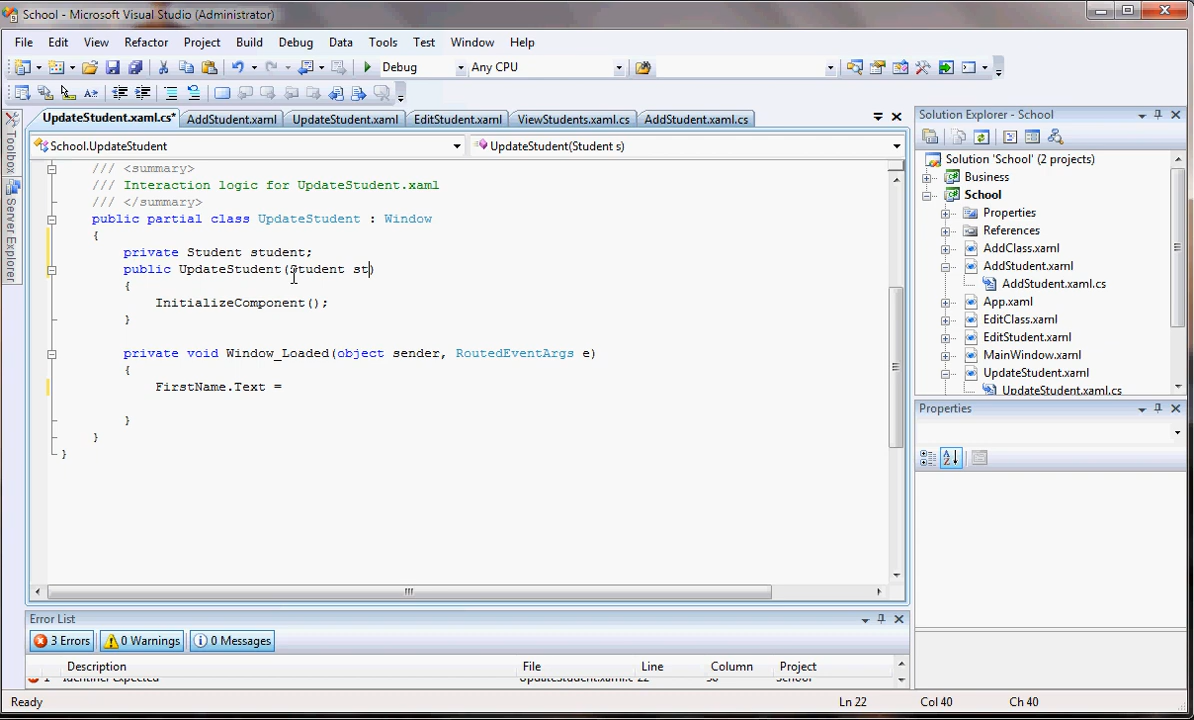 School - Microsoft Visual Studio (Administrator)
File Edit View Refactor Project Build Debug Data Tools Test Window Help
Debug Any CPU
UpdateStudent.xaml.cs* AddStudent.xaml UpdateStudent.xaml EditStudent.xaml ViewStudents.xaml.cs AddStudent.xaml.cs
School.UpdateStudent UpdateStudent(Student s)
Toolbox
Server Explorer
/// <summary>
/// Interaction logic for UpdateStudent.xaml
/// </summary>
public partial class UpdateStudent : Window
{
private Student student;
public UpdateStudent(Student st)
{
InitializeComponent();
}
private void Window_Loaded(object sender, RoutedEventArgs e)
{
FirstName.Text =
}
}
}
Solution Explorer - School
Solution 'School' (2 projects)
Business
School
Properties
References
AddClass.xaml
AddStudent.xaml
AddStudent.xaml.cs
App.xaml
EditClass.xaml
EditStudent.xaml
MainWindow.xaml
UpdateStudent.xaml
UpdateStudent.xaml.cs
Properties
Error List
3 Errors 0 Warnings 0 Messages
Description File Line Column Project
Ready Ln 22 Col 40 Ch 40